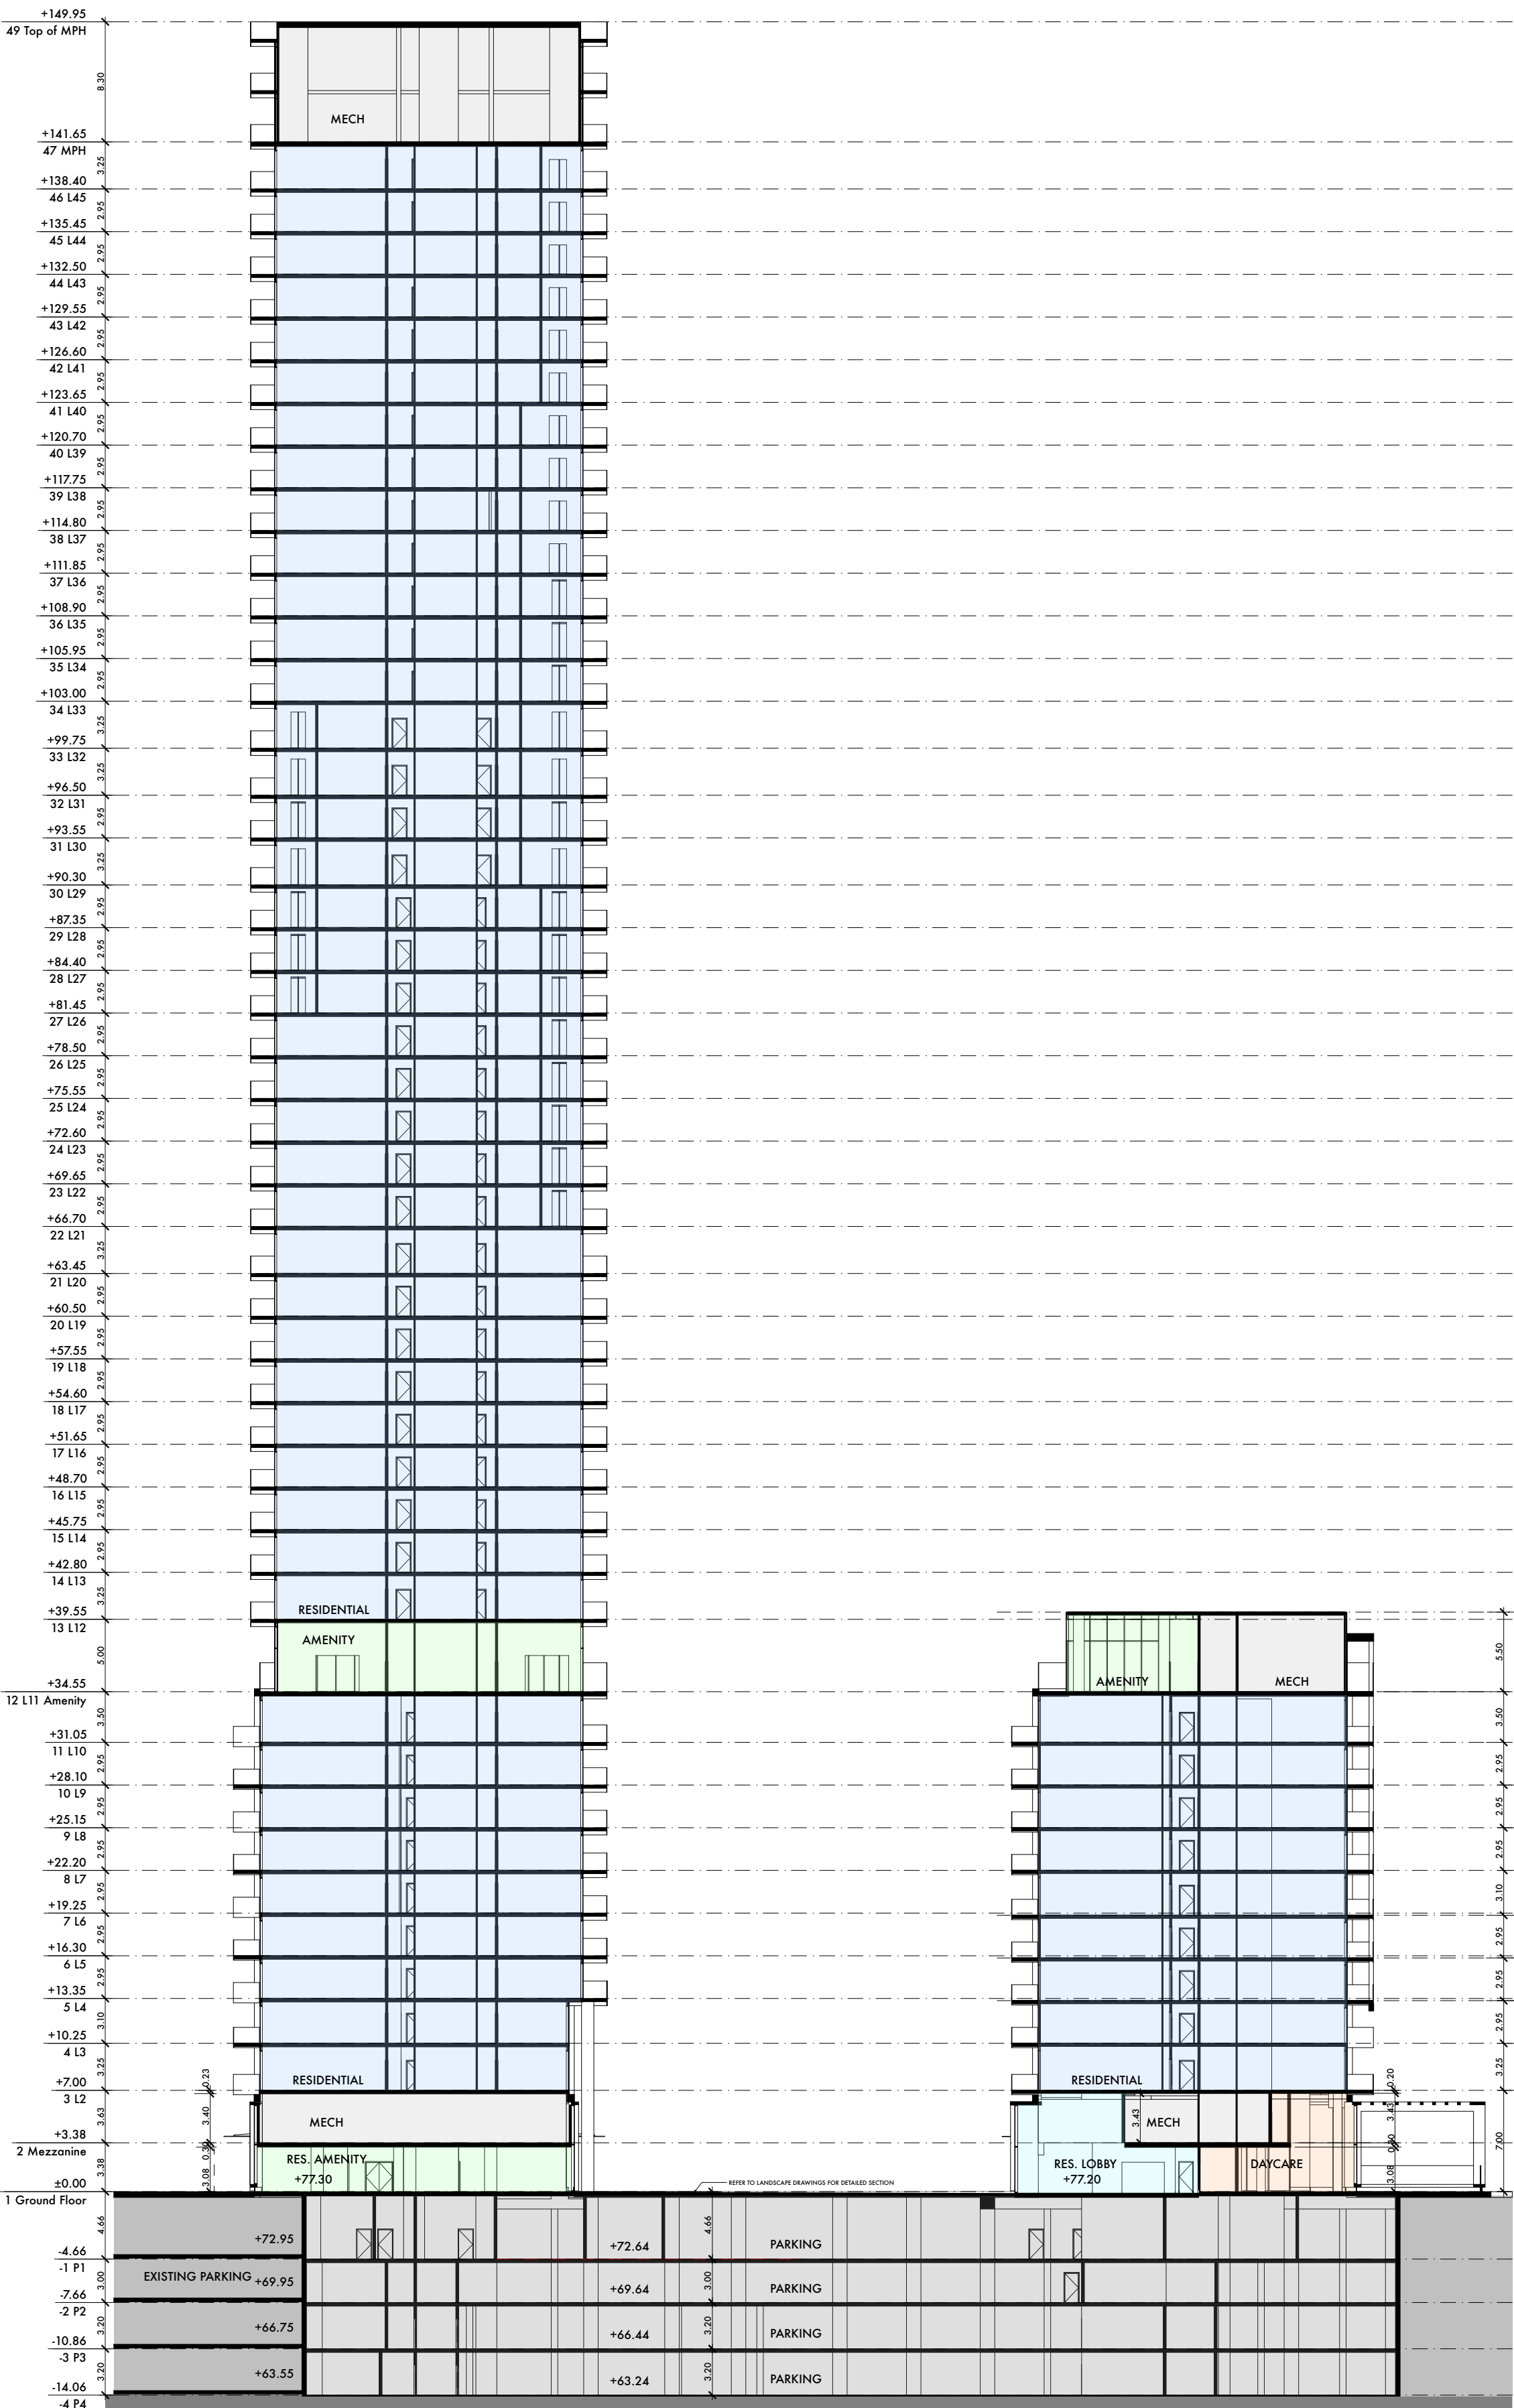 +149.95
49 Top of MPH
8.30
MECH
+141.65
47 MPH
3.25
+138.40
46 L45
2.95
+135.45
45 L44
2.95
+132.50
44 L43
2.95
+129.55
43 L42
2.95
+126.60
42 L41
2.95
+123.65
41 L40
2.95
+120.70
40 L39
2.95
+117.75
39 L38
2.95
+114.80
38 L37
2.95
+111.85
37 L36
2.95
+108.90
36 L35
2.95
+105.95
35 L34
2.95
+103.00
34 L33
3.25
+99.75
33 L32
3.25
+96.50
32 L31
2.95
+93.55
31 L30
3.25
+90.30
30 L29
2.95
+87.35
29 L28
2.95
+84.40
28 L27
2.95
+81.45
27 L26
2.95
+78.50
26 L25
2.95
+75.55
25 L24
2.95
+72.60
24 L23
2.95
+69.65
23 L22
2.95
+66.70
22 L21
3.25
+63.45
21 L20
2.95
+60.50
20 L19
2.95
+57.55
19 L18
2.95
+54.60
18 L17
2.95
+51.65
17 L16
2.95
+48.70
16 L15
2.95
+45.75
15 L14
2.95
+42.80
14 L13
3.25
RESIDENTIAL
+39.55
13 L12
AMENITY
5.00
5.50
AMENITY MECH
+34.55
12 L11 Amenity
3.50 3.50
+31.05
11 L10
2.95 2.95
+28.10
10 L9
2.95 2.95
+25.15
9 L8
2.95 2.95
+22.20
8 L7
2.95 3.10
+19.25
7 L6
2.95 2.95
+16.30
6 L5
2.95 2.95
+13.35
5 L4
3.10 2.95
+10.25
4 L3
3.25 3.25
RESIDENTIAL RESIDENTIAL
0.23 0.20
+7.00
3 L2
3.63 3.40 MECH 3.43 MECH 3.43
+3.38
2 Mezzanine
0.30 0.30 7.00
3.38 3.08 RES. AMENITY RES. LOBBY DAYCARE 3.08
+77.30 +77.20
±0.00
REFER TO LANDSCAPE DRAWINGS FOR DETAILED SECTION
1 Ground Floor
4.66 4.66
+72.95 +72.64 PARKING
-4.66
-1 P1
EXISTING PARKING
3.00 +69.95 +69.64 3.00 PARKING
-7.66
-2 P2
3.20 +66.75 +66.44 3.20 PARKING
-10.86
-3 P3
3.20 +63.55 +63.24 3.20 PARKING
-14.06
-4 P4